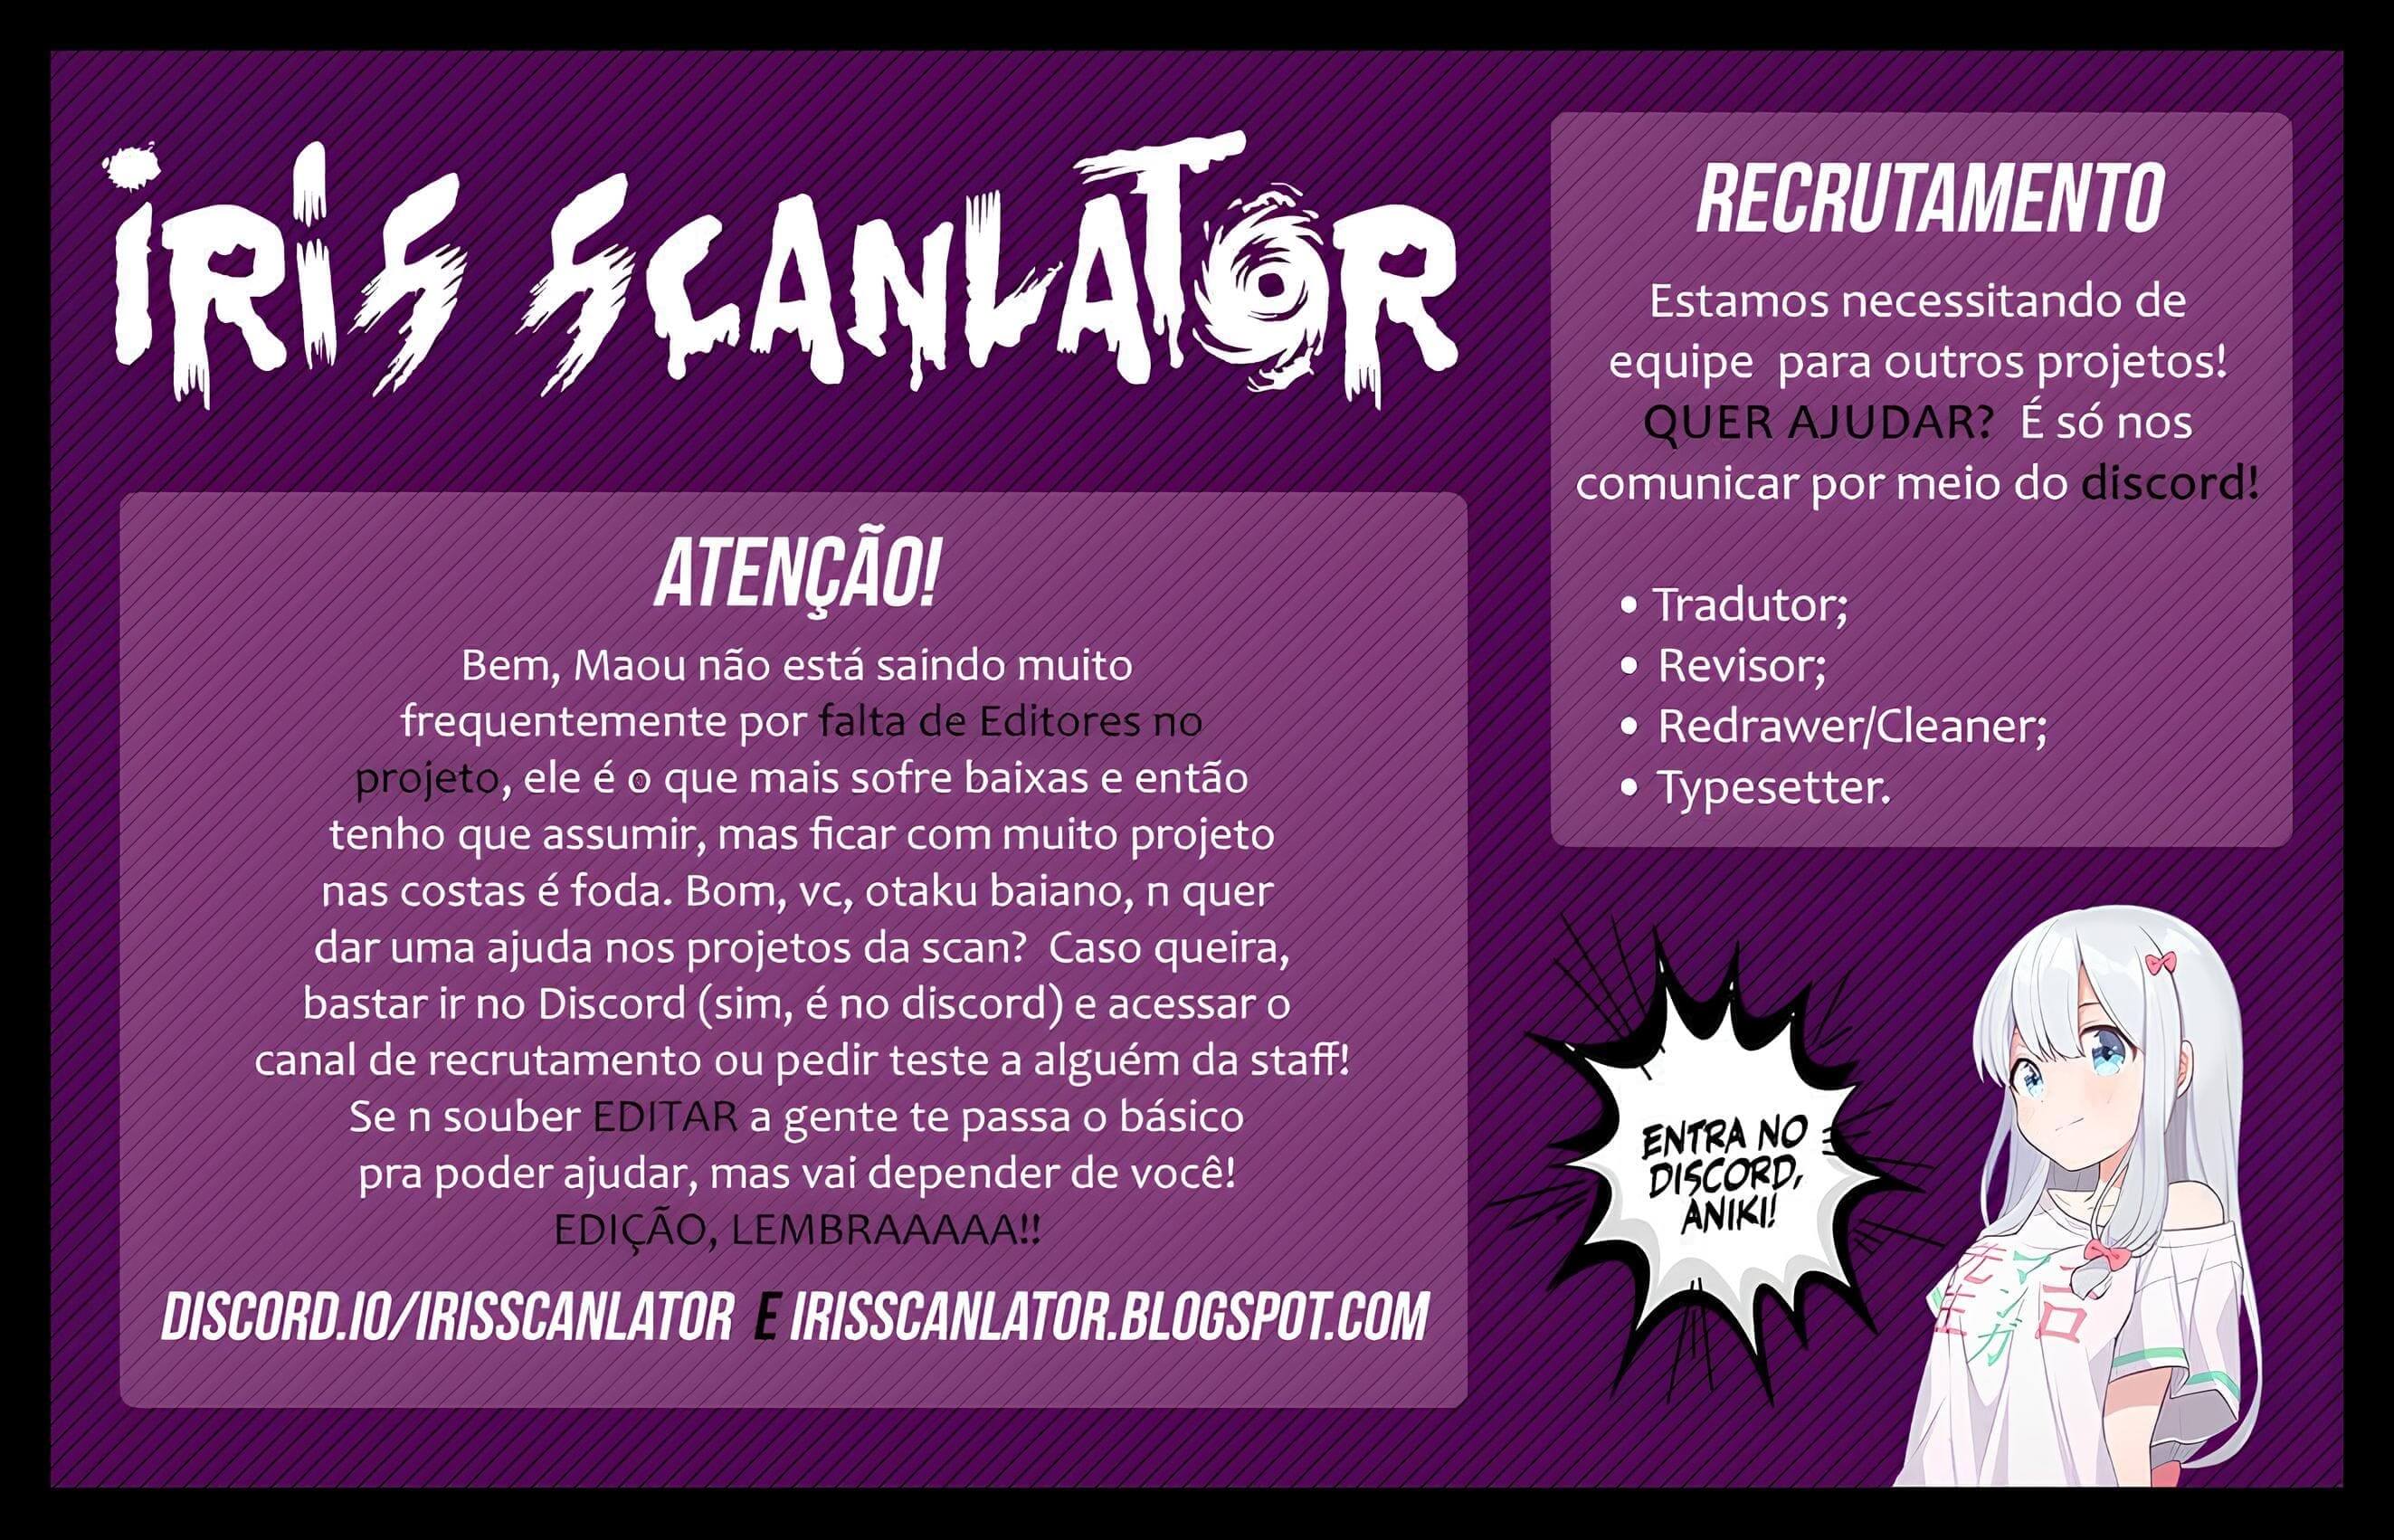 IRIS SCANLATOR
ATENÇÃO!
Bem, Maou não está saindo muito
frequentemente por falta de Editores no
projeto, ele é o que mais sofre baixas e então
tenho que assumir, mas ficar com muito projeto
nas costas é foda. Bom, vc, otaku baiano, n quer
dar uma ajuda nos projetos da scan? Caso queira,
bastar ir no Discord (sim, é no discord) e acessar o
canal de recrutamento ou pedir teste a alguém da staff!
Se n souber EDITAR a gente te passa o básico
pra poder ajudar, mas vai depender de você!
EDIÇÃO, LEMBRAAAAA!!
DISCORD.IO/IRISSCANLATOR E IRISSCANLATOR.BLOGSPOT.COM
RECRUTAMENTO
Estamos necessitando de
equipe para outros projetos!
QUER AJUDAR? É só nos
comunicar por meio do discord!
• Tradutor;
• Revisor;
• Redrawer/Cleaner;
• Typesetter.
ENTRA NO
DISCORD,
ANIKI!